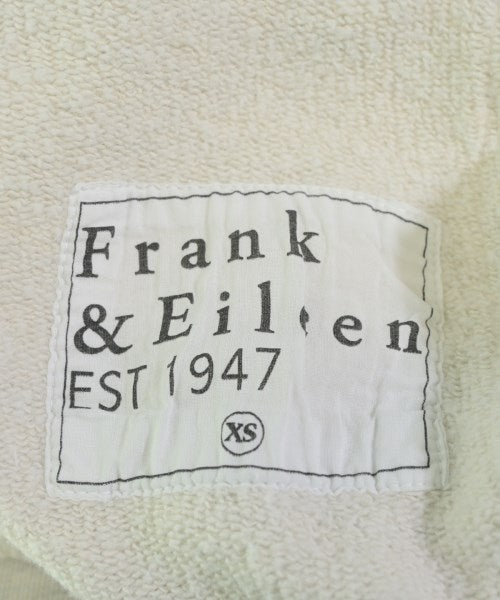 Frank
& Eileen
EST 1947
XS